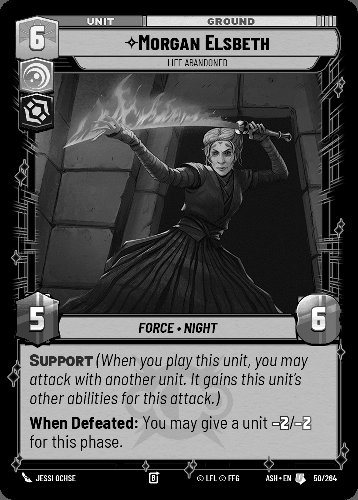 UNIT
GROUND
6
Morgan Elsbeth
LIFE ABANDONED
5
6
FORCE • NIGHT
SUPPORT (When you play this unit, you may
attack with another unit. It gains this unit's
other abilities for this attack.)
When Defeated: You may give a unit -2/-2
for this phase.
JESSI OCHSE
© LFL © FFG
ASH • EN
50/264